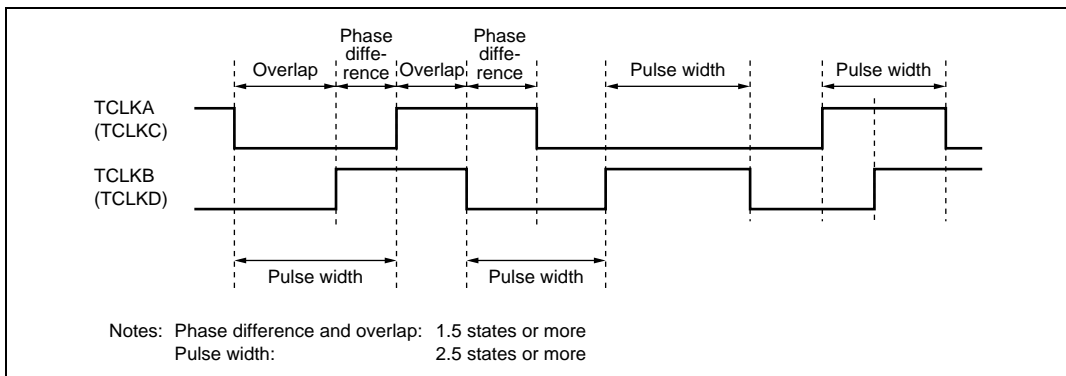 Phase
diffe-
rence
Phase
diffe-
rence
Overlap
Overlap
Pulse width
Pulse width
TCLKA
(TCLKC)
TCLKB
(TCLKD)
Pulse width
Pulse width
Notes: Phase difference and overlap: 1.5 states or more
Pulse width: 2.5 states or more